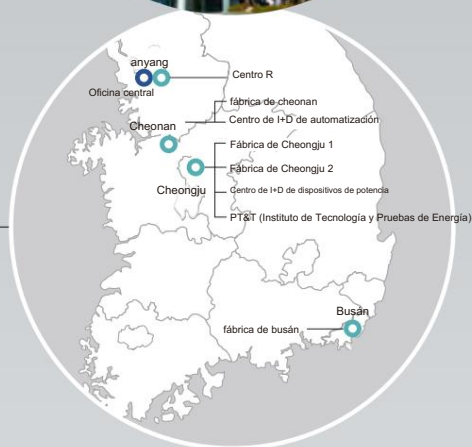 anyang
Centro R
Oficina central
fábrica de cheonan
Centro de I+D de automatización
Cheonan
Fábrica de Cheongju 1
Fábrica de Cheongju 2
Cheongju
Centro de I+D de dispositivos de potencia
PT&T (Instituto de Tecnología y Pruebas de Energía)
Busán
fábrica de busán